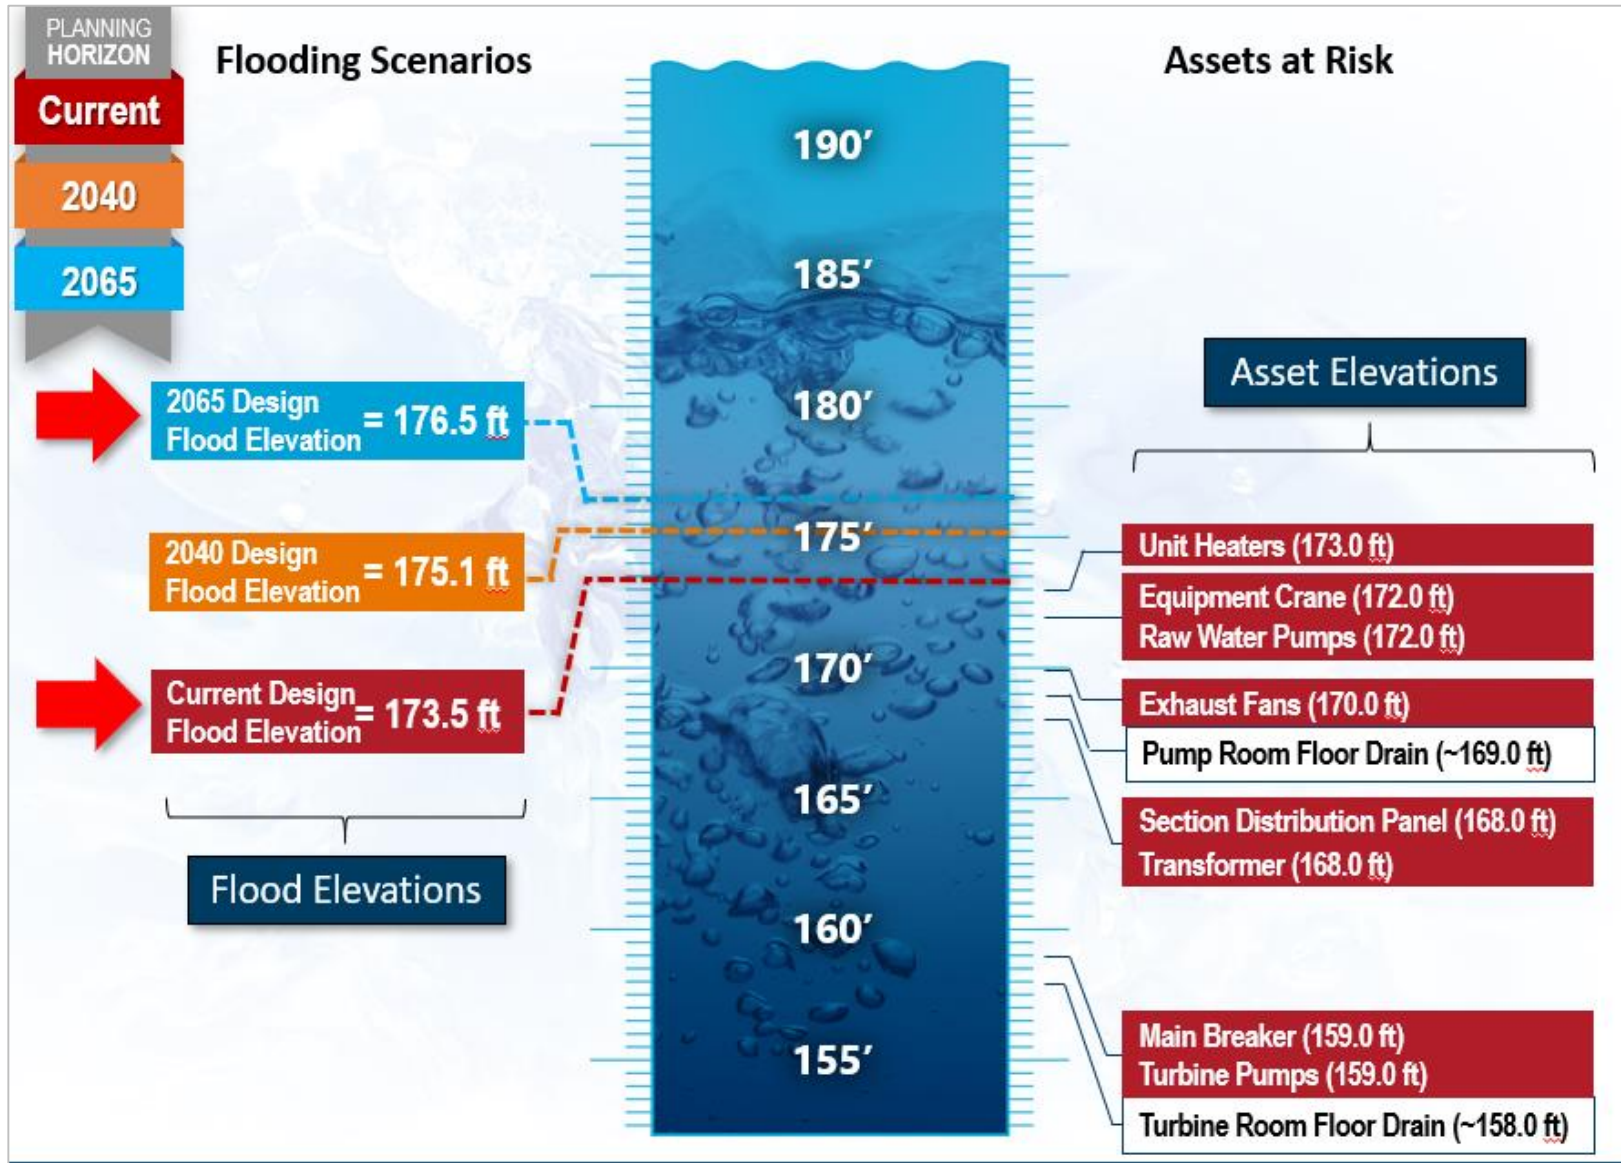 PLANNING
HORIZON
Current
2040
2065
Flooding Scenarios
Assets at Risk
190′
185′
180′
175′
170′
165′
160′
155′
2065 Design
Flood Elevation = 176.5 ft
2040 Design
Flood Elevation = 175.1 ft
Current Design
Flood Elevation = 173.5 ft
Flood Elevations
Asset Elevations
Unit Heaters (173.0 ft)
Equipment Crane (172.0 ft)
Raw Water Pumps (172.0 ft)
Exhaust Fans (170.0 ft)
Pump Room Floor Drain (~169.0 ft)
Section Distribution Panel (168.0 ft)
Transformer (168.0 ft)
Main Breaker (159.0 ft)
Turbine Pumps (159.0 ft)
Turbine Room Floor Drain (~158.0 ft)